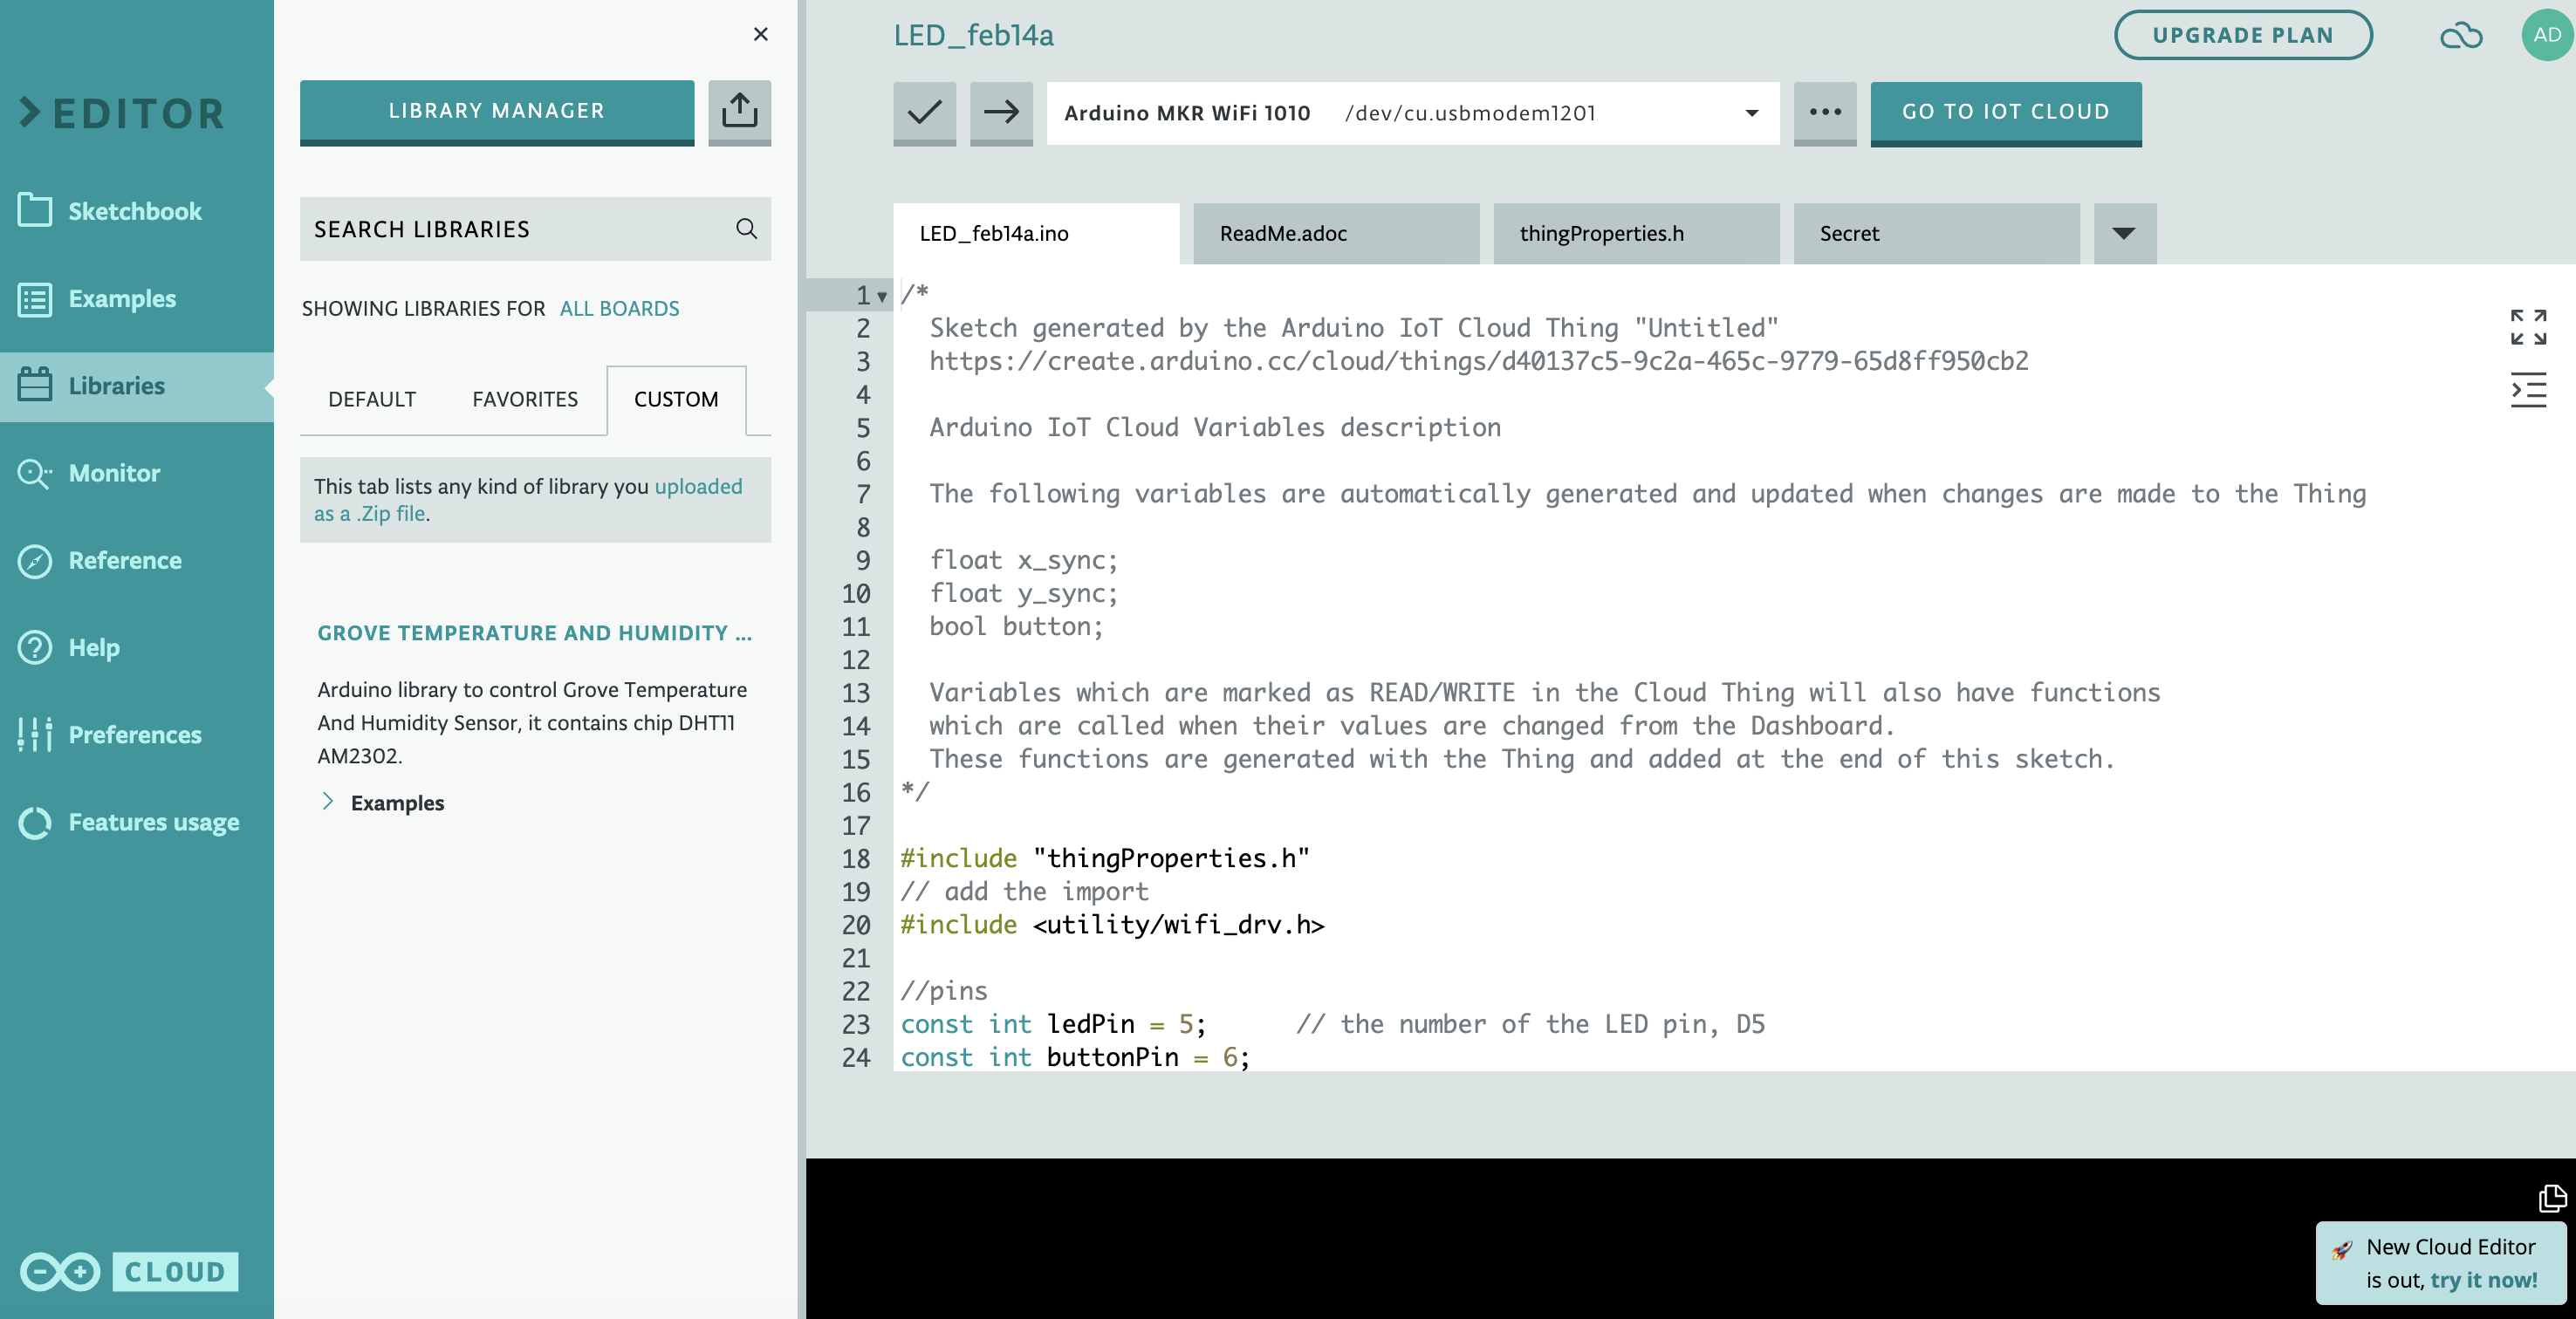 EDITOR
Sketchbook
Examples
Libraries
Monitor
Reference
Help
Preferences
Features usage
CLOUD
LIBRARY MANAGER
SEARCH LIBRARIES
SHOWING LIBRARIES FOR ALL BOARDS
DEFAULT FAVORITES CUSTOM
This tab lists any kind of library you uploaded
as a .Zip file.
GROVE TEMPERATURE AND HUMIDITY ...
Arduino library to control Grove Temperature
And Humidity Sensor, it contains chip DHT11
AM2302.
Examples
LED_feb14a
UPGRADE PLAN
AD
Arduino MKR WiFi 1010 /dev/cu.usbmodem1201
GO TO IOT CLOUD
LED_feb14a.ino ReadMe.adoc thingProperties.h Secret
1 /*
2 Sketch generated by the Arduino IoT Cloud Thing "Untitled"
3 https://create.arduino.cc/cloud/things/d40137c5-9c2a-465c-9779-65d8ff950cb2
4
5 Arduino IoT Cloud Variables description
6
7 The following variables are automatically generated and updated when changes are made to the Thing
8
9 float x_sync;
10 float y_sync;
11 bool button;
12
13 Variables which are marked as READ/WRITE in the Cloud Thing will also have functions
14 which are called when their values are changed from the Dashboard.
15 These functions are generated with the Thing and added at the end of this sketch.
16 */
17
18 #include "thingProperties.h"
19 // add the import
20 #include <utility/wifi_drv.h>
21
22 //pins
23 const int ledPin = 5; // the number of the LED pin, D5
24 const int buttonPin = 6;
New Cloud Editor
is out, try it now!